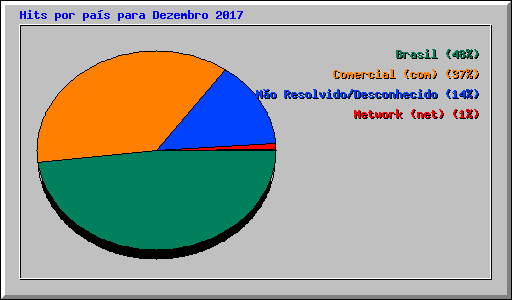 Hits por país para Dezembro 2017
Brasil (48%)
Comercial (com) (37%)
Não Resolvido/Desconhecido (14%)
Network (net) (1%)